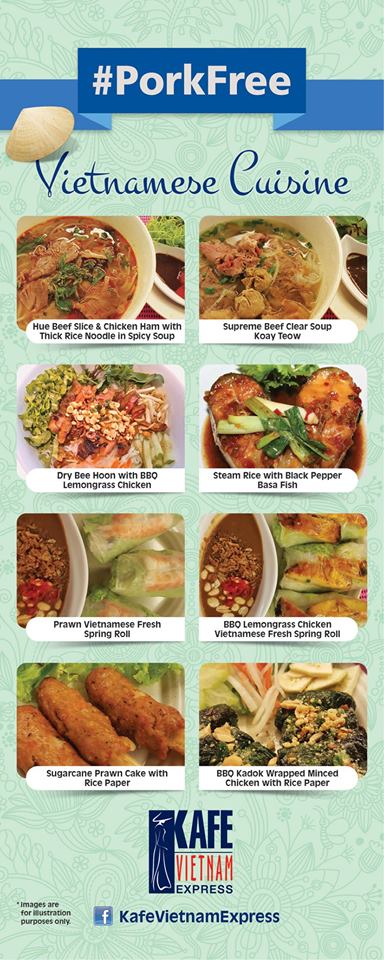 #PorkFree
Vietnamese Cuisine
Hue Beef Slice & Chicken Ham with
Thick Rice Noodle in Spicy Soup
Supreme Beef Clear Soup
Koay Teow
Dry Bee Hoon with BBQ
Lemongrass Chicken
Steam Rice with Black Pepper
Basa Fish
Prawn Vietnamese Fresh
Spring Roll
BBQ Lemongrass Chicken
Vietnamese Fresh Spring Roll
Sugarcane Prawn Cake with
Rice Paper
BBQ Kadok Wrapped Minced
Chicken with Rice Paper
KAFE
VIETNAM
EXPRESS
*Images are
for illustration
purposes only.
f KafeVietnamExpress